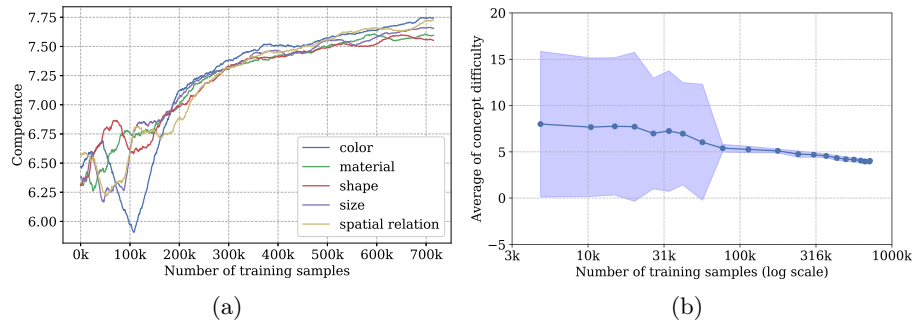 7.75
7.50
7.25
7.00
6.75
6.50
6.25
6.00
Competence
color
material
shape
size
spatial relation
0k 100k 200k 300k 400k 500k 600k 700k
Number of training samples
(a)
20
15
10
5
0
−5
Average of concept difficulty
3k 10k 31k 100k 316k 1000k
Number of training samples (log scale)
(b)